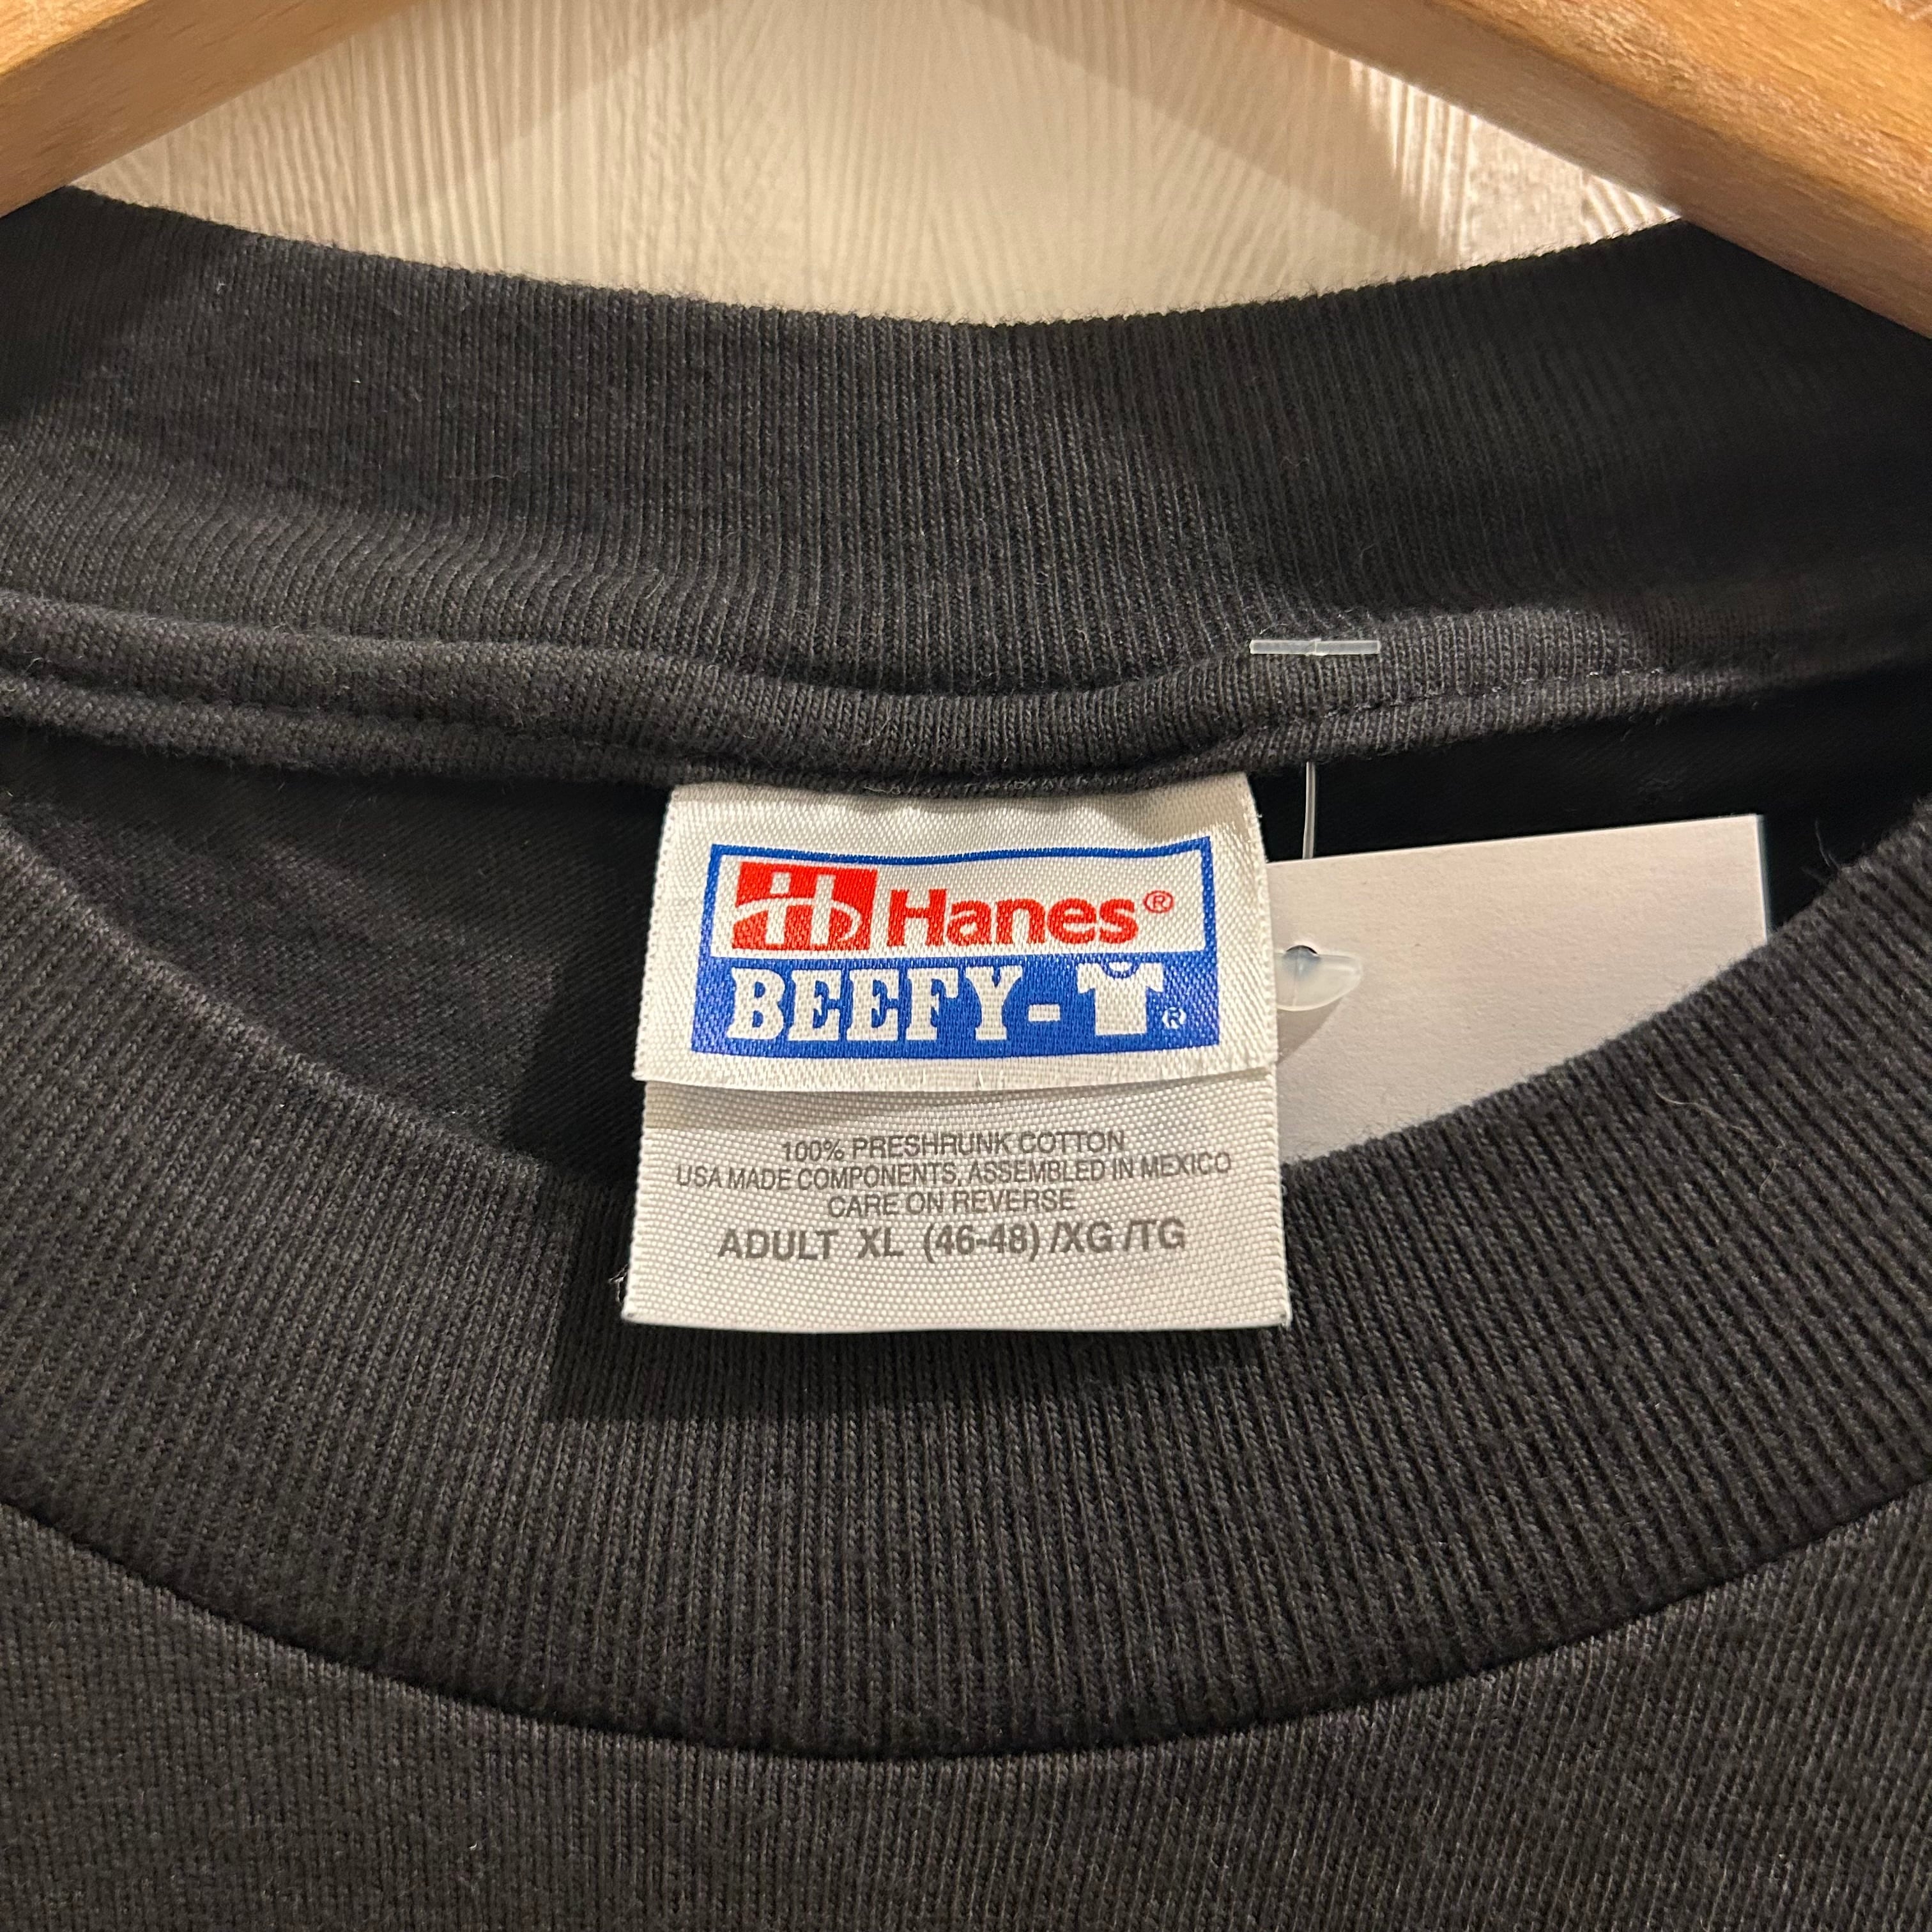 Hanes®
BEEFY-T®
100% PRESHRUNK COTTON
USA MADE COMPONENTS, ASSEMBLED IN MEXICO
CARE ON REVERSE
ADULT XL (46-48) /XG /TG